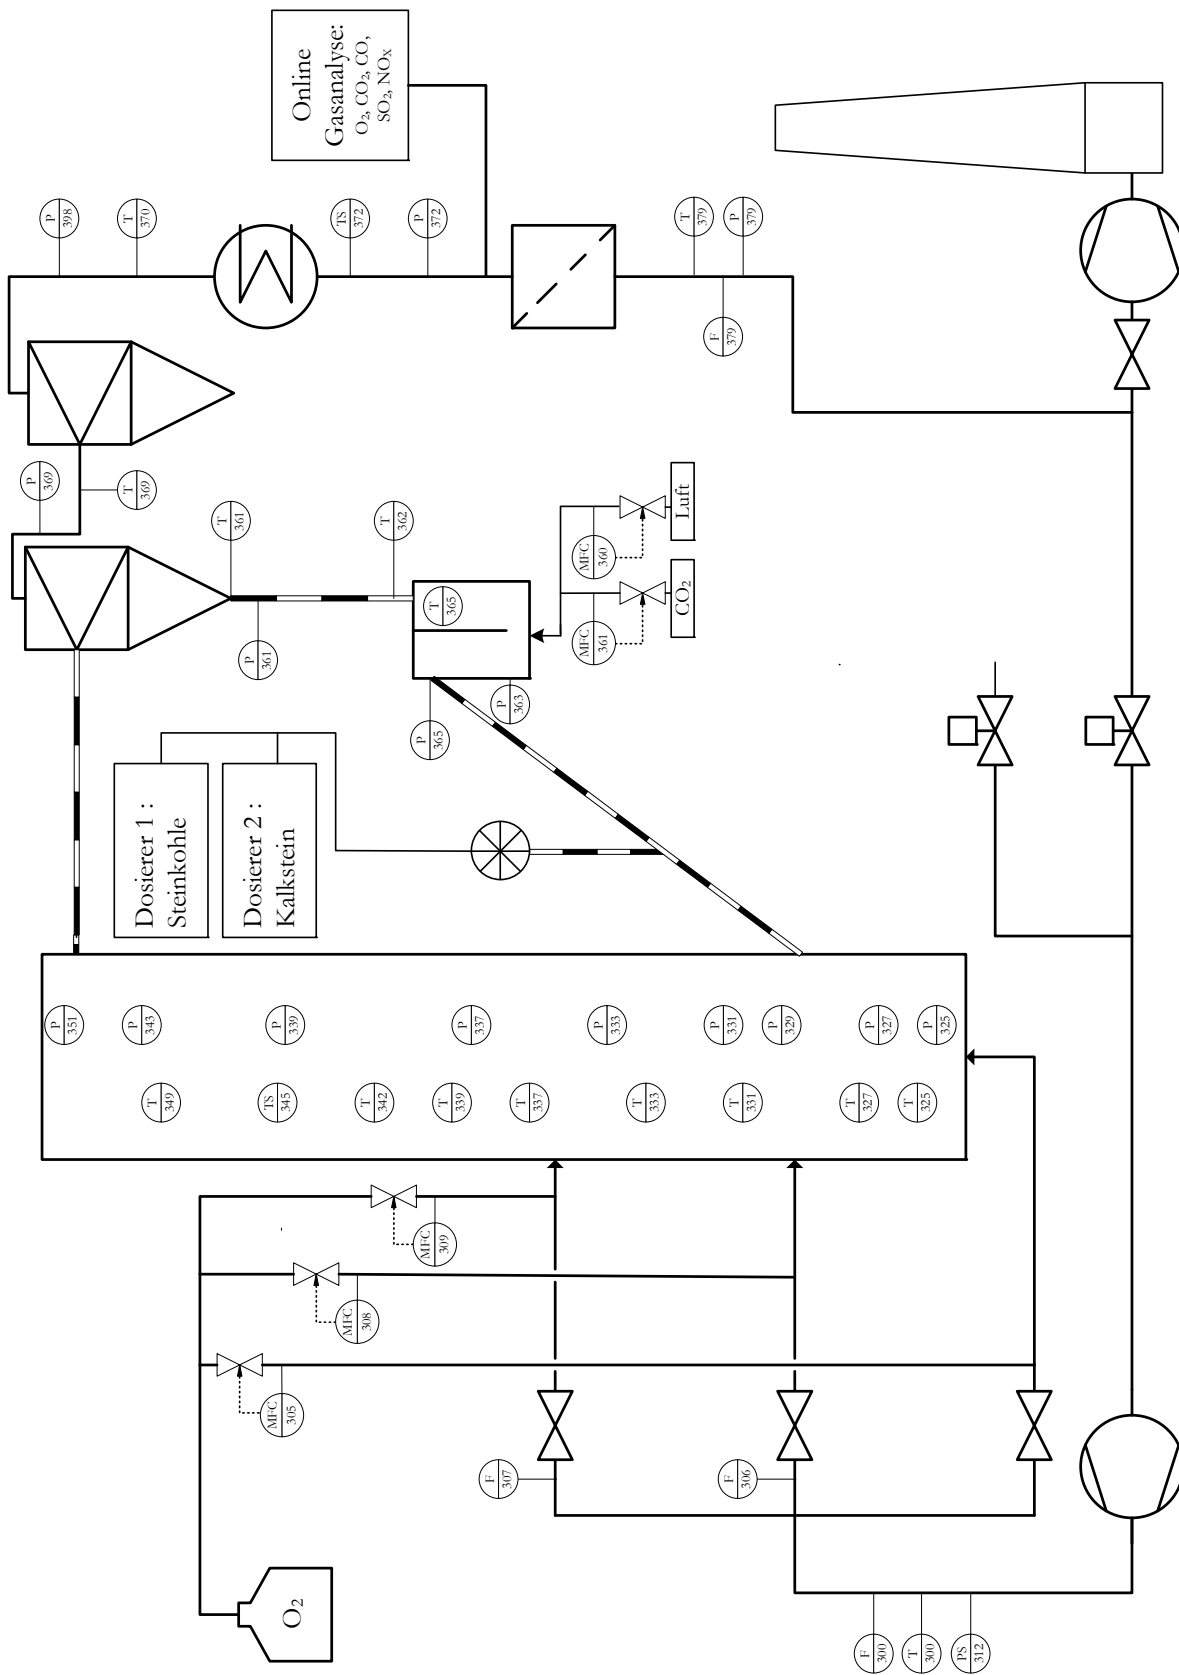 O₂
MFC
305
MFC
308
MFC
309
F
307
F
306
F
300
T
300
PS
312
T
349
TS
345
T
342
T
339
T
337
T
333
T
331
T
327
T
325
P
351
P
343
P
339
P
337
P
333
P
331
P
329
P
327
P
325
Dosierer 1 :
Steinkohle
Dosierer 2 :
Kalkstein
P
365
P
363
P
361
T
365
T
361
T
362
MFC
361
MFC
360
CO₂
Luft
P
369
T
369
P
398
T
370
TS
372
P
372
F
379
T
379
P
379
Online
Gasanalyse:
O₂, CO₂, CO,
SO₂, NOₓ